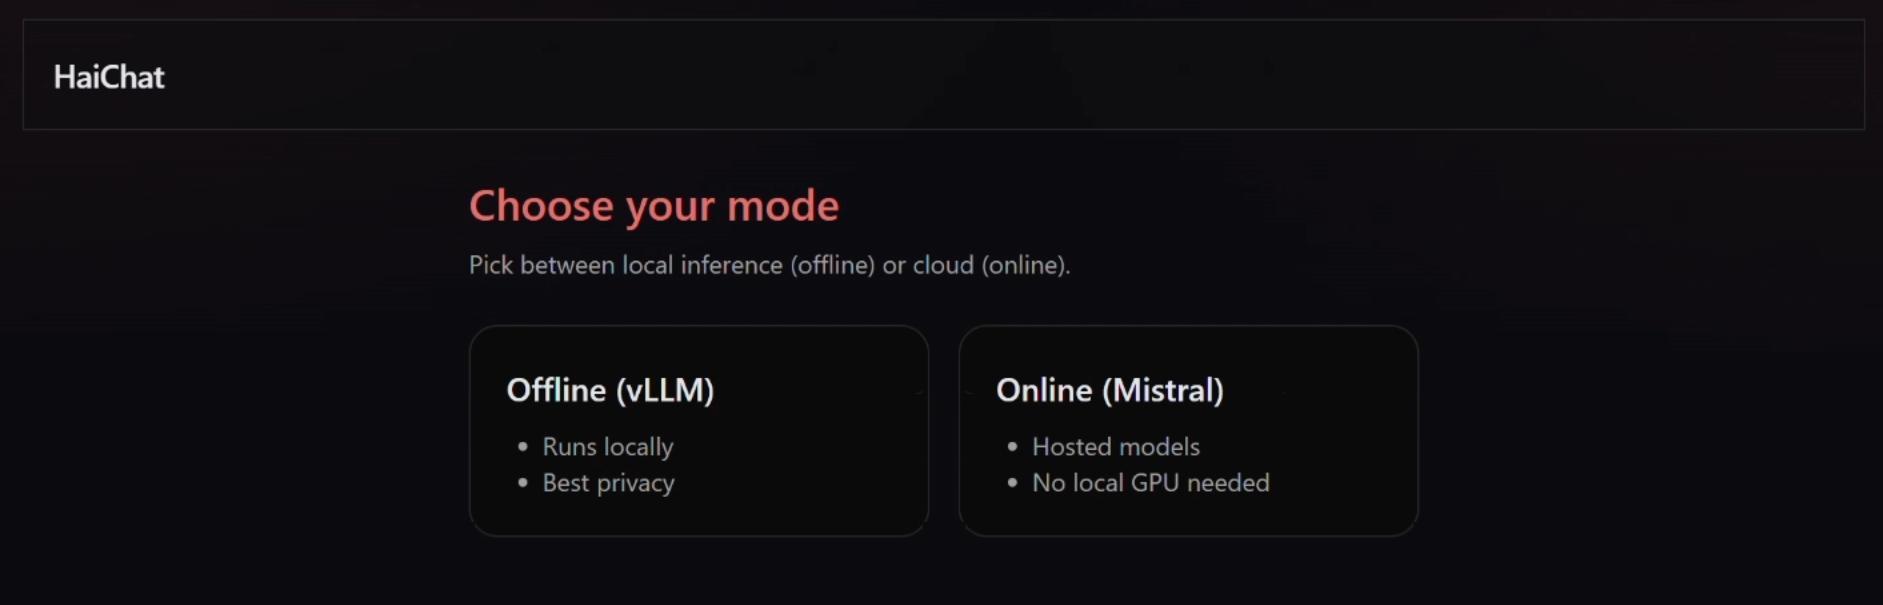 HaiChat
Choose your mode
Pick between local inference (offline) or cloud (online).
Offline (vLLM)
• Runs locally
• Best privacy
Online (Mistral)
• Hosted models
• No local GPU needed